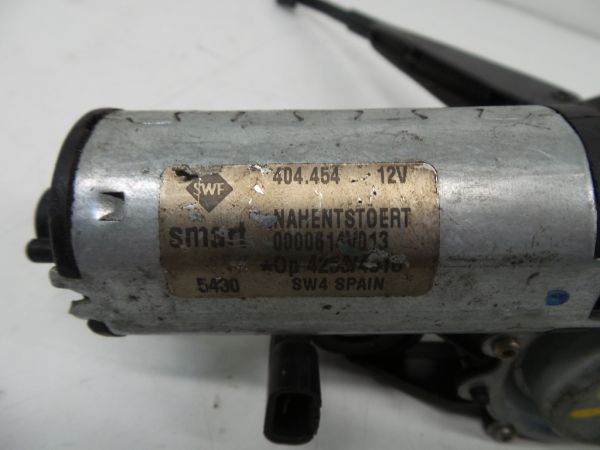 SWF 404.454 12V
NAHENTSTOERT
smart 0000614V013
5430 SW4 SPAIN